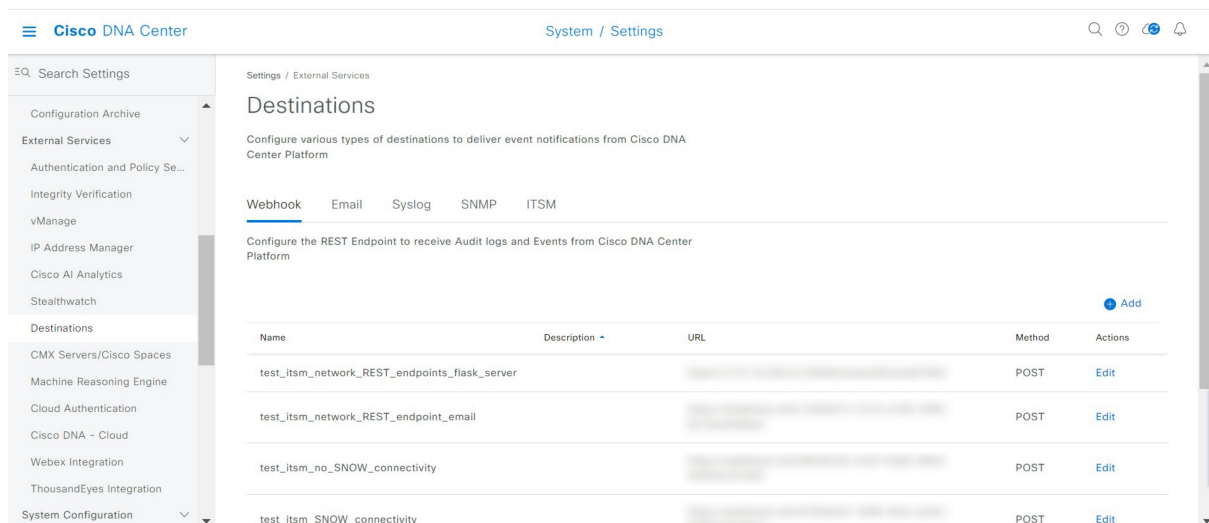 Cisco DNA Center
System / Settings
Search Settings
Configuration Archive
External Services
Authentication and Policy Se...
Integrity Verification
vManage
IP Address Manager
Cisco AI Analytics
Stealthwatch
Destinations
CMX Servers/Cisco Spaces
Machine Reasoning Engine
Cloud Authentication
Cisco DNA - Cloud
Webex Integration
ThousandEyes Integration
System Configuration
Settings / External Services
Destinations
Configure various types of destinations to deliver event notifications from Cisco DNA
Center Platform
Webhook Email Syslog SNMP ITSM
Configure the REST Endpoint to receive Audit logs and Events from Cisco DNA Center
Platform
Add
Name Description URL Method Actions
test_itsm_network_REST_endpoints_flask_server POST Edit
test_itsm_network_REST_endpoint_email POST Edit
test_itsm_no_SNOW_connectivity POST Edit
test_itsm_SNOW_connectivity POST Edit